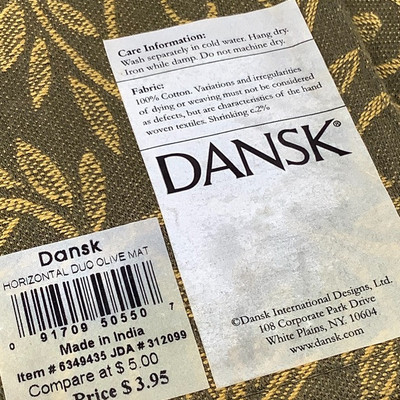 Care Information:
Wash separately in cold water. Hang dry.
Iron while damp. Do not machine dry.
Fabric:
100% Cotton. Variations and irregularities
of dying or weaving must not be considered
as defects, but are characteristics of the hand
woven textiles. Shrinking c.2%
DANSK®
©Dansk International Designs, Ltd.
108 Corporate Park Drive
White Plains, NY. 10604
www.dansk.com
Dansk
HORIZONTAL DUO OLIVE MAT
0 91709 50550 7
Made in India
Item # 6349435 JDA # 312099
Compare at $ 5.00
Price $ 3.95